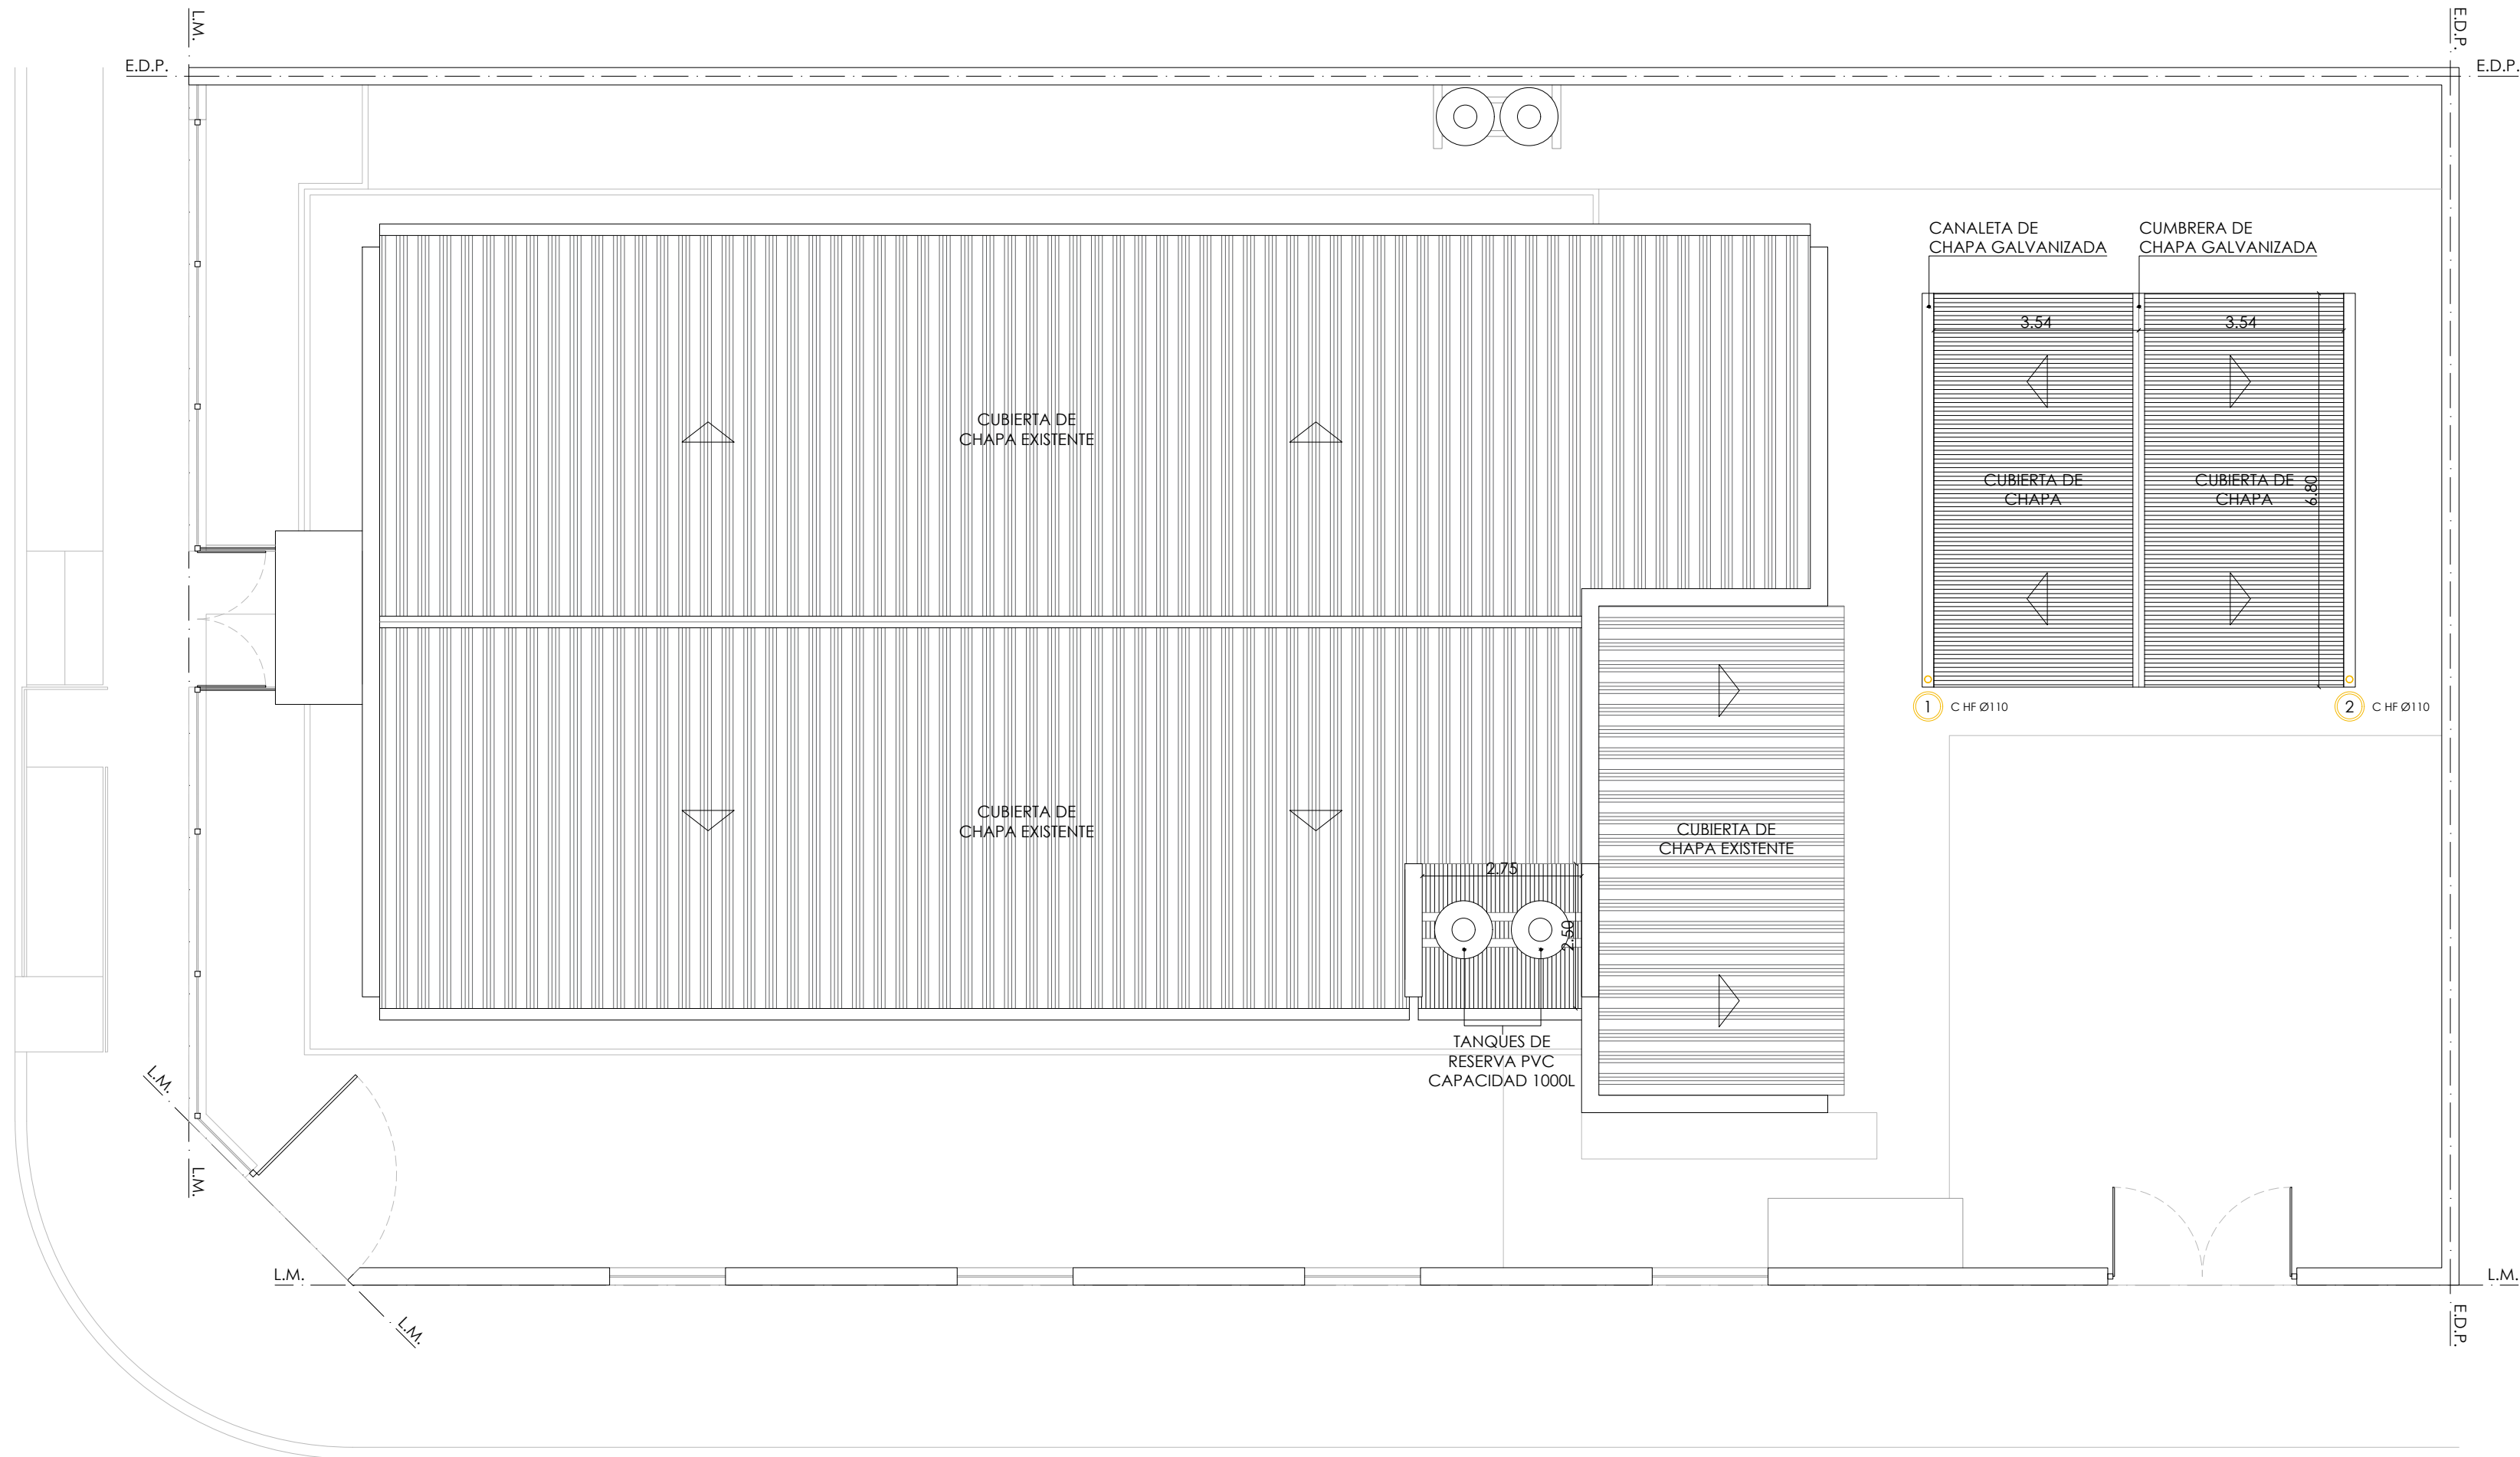 L.M.
E.D.P.
E.D.P.
E.D.P.
CANALETA DE
CHAPA GALVANIZADA
CUMBRERA DE
CHAPA GALVANIZADA
3.54
3.54
CUBIERTA DE
CHAPA EXISTENTE
CUBIERTA DE
CHAPA
CUBIERTA DE
CHAPA
6.80
1
C HF Ø110
2
C HF Ø110
CUBIERTA DE
CHAPA EXISTENTE
CUBIERTA DE
CHAPA EXISTENTE
2.75
2.50
TANQUES DE
RESERVA PVC
CAPACIDAD 1000L
L.M.
L.M.
L.M.
L.M.
L.M.
E.D.P.